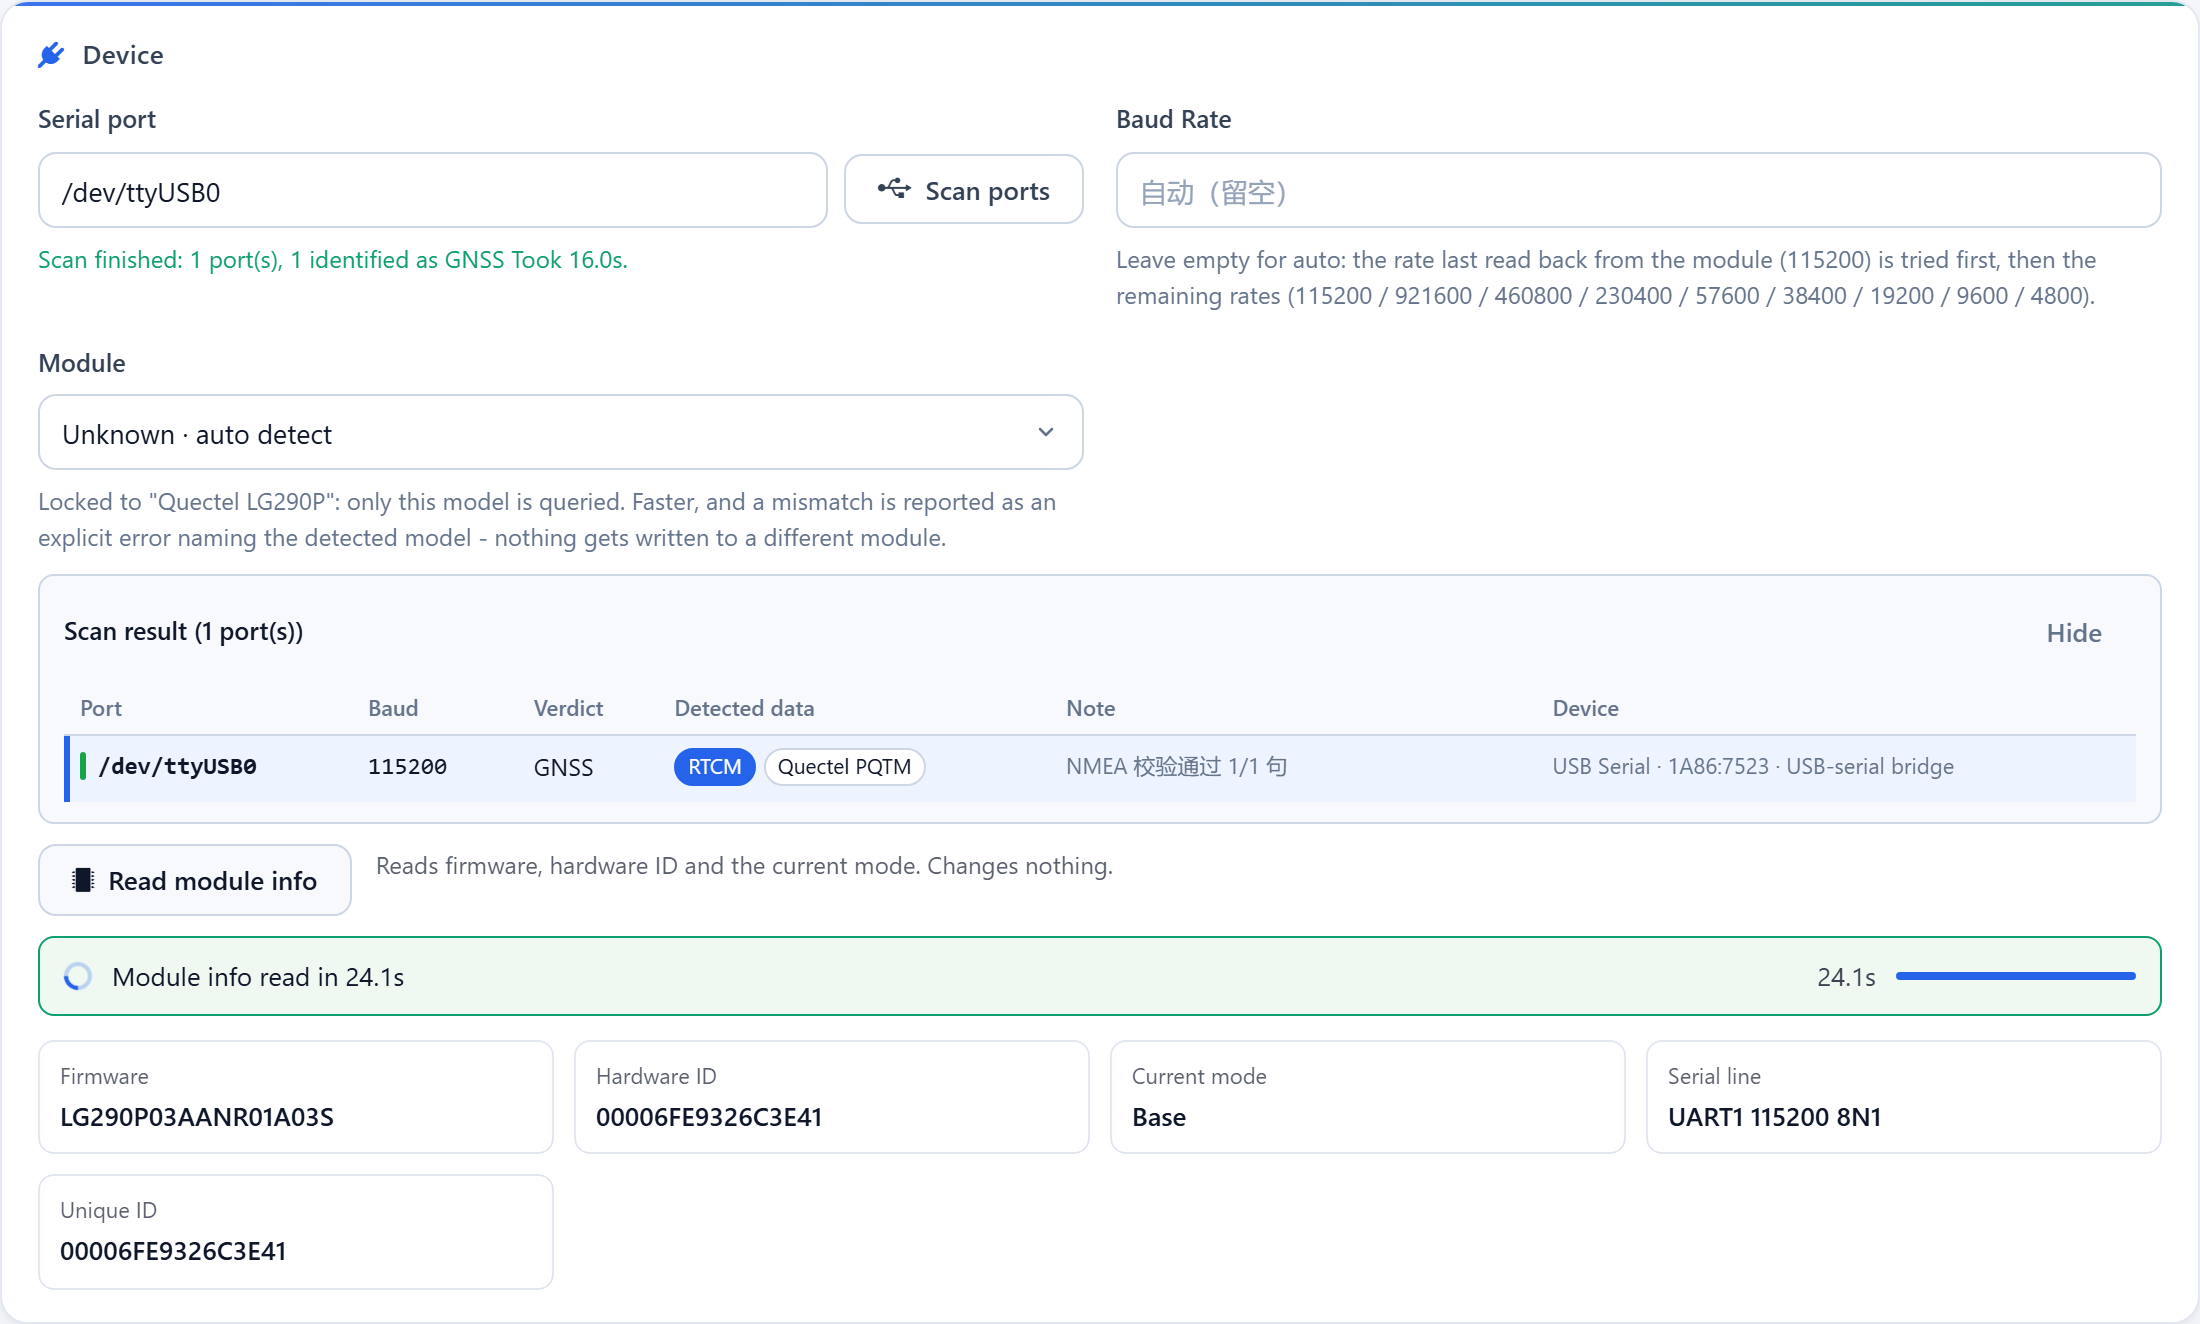 Device
Serial port
/dev/ttyUSB0
Scan ports
Scan finished: 1 port(s), 1 identified as GNSS Took 16.0s.
Baud Rate
自动（留空）
Leave empty for auto: the rate last read back from the module (115200) is tried first, then the
remaining rates (115200 / 921600 / 460800 / 230400 / 57600 / 38400 / 19200 / 9600 / 4800).
Module
Unknown · auto detect
Locked to "Quectel LG290P": only this model is queried. Faster, and a mismatch is reported as an
explicit error naming the detected model - nothing gets written to a different module.
Scan result (1 port(s))
Hide
Port Baud Verdict Detected data Note Device
/dev/ttyUSB0 115200 GNSS RTCM Quectel PQTM NMEA 校验通过 1/1 句 USB Serial · 1A86:7523 · USB-serial bridge
Read module info
Reads firmware, hardware ID and the current mode. Changes nothing.
Module info read in 24.1s
24.1s
Firmware
LG290P03AANR01A03S
Hardware ID
00006FE9326C3E41
Current mode
Base
Serial line
UART1 115200 8N1
Unique ID
00006FE9326C3E41